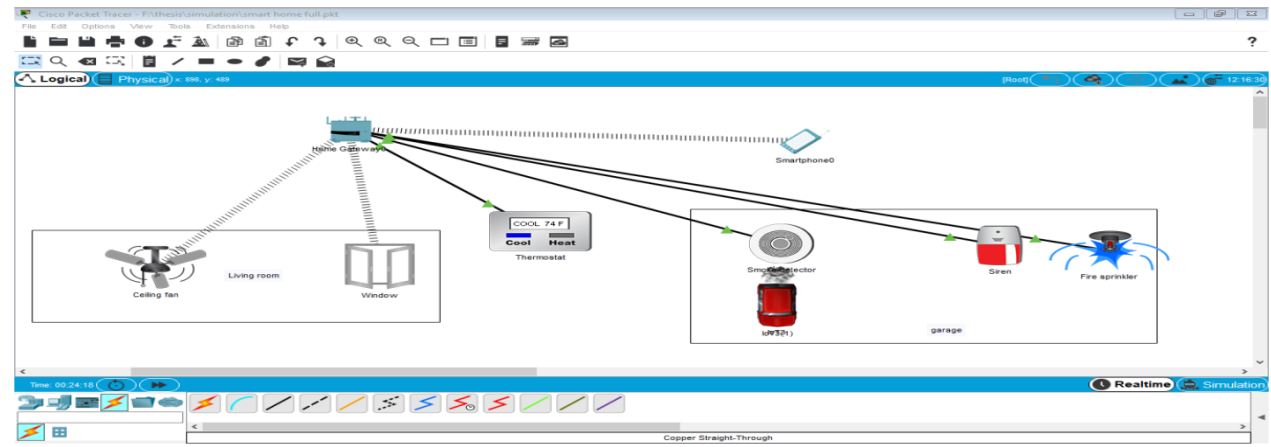 Cisco Packet Tracer - F:\thesis\simulation\smart home full.pkt
File Edit Options View Tools Extensions Help
?
Logical Physical x: 898, y: 489 [Root] 12:16:30
Home Gateway0
Smartphone0
COOL 74 F
Cool Heat
Thermostat
Smoke detector
Siren
Fire sprinkler
Living room
Ceiling fan
Window
garage
Time: 00:24:18 Realtime Simulation
Copper Straight-Through